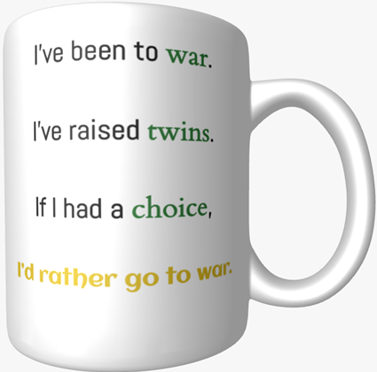 I've been to war.
I've raised twins.
If I had a choice,
I'd rather go to war.